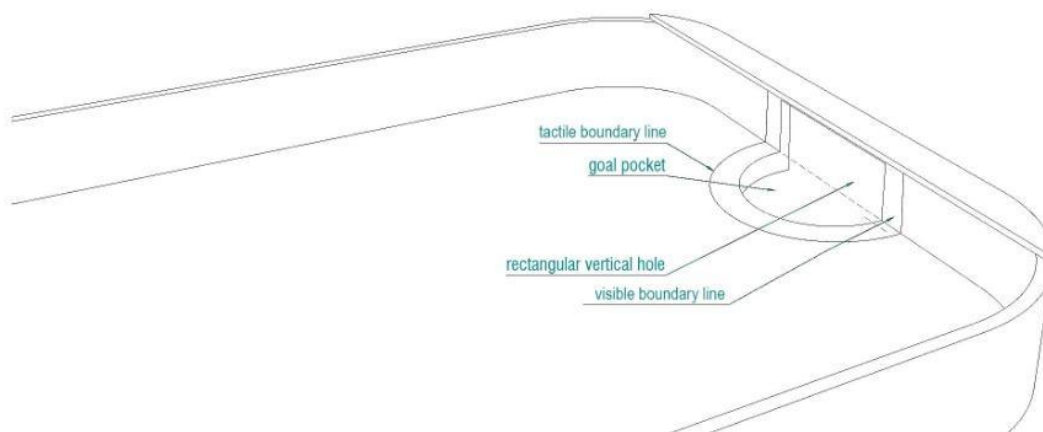 tactile boundary line
goal pocket
rectangular vertical hole
visible boundary line